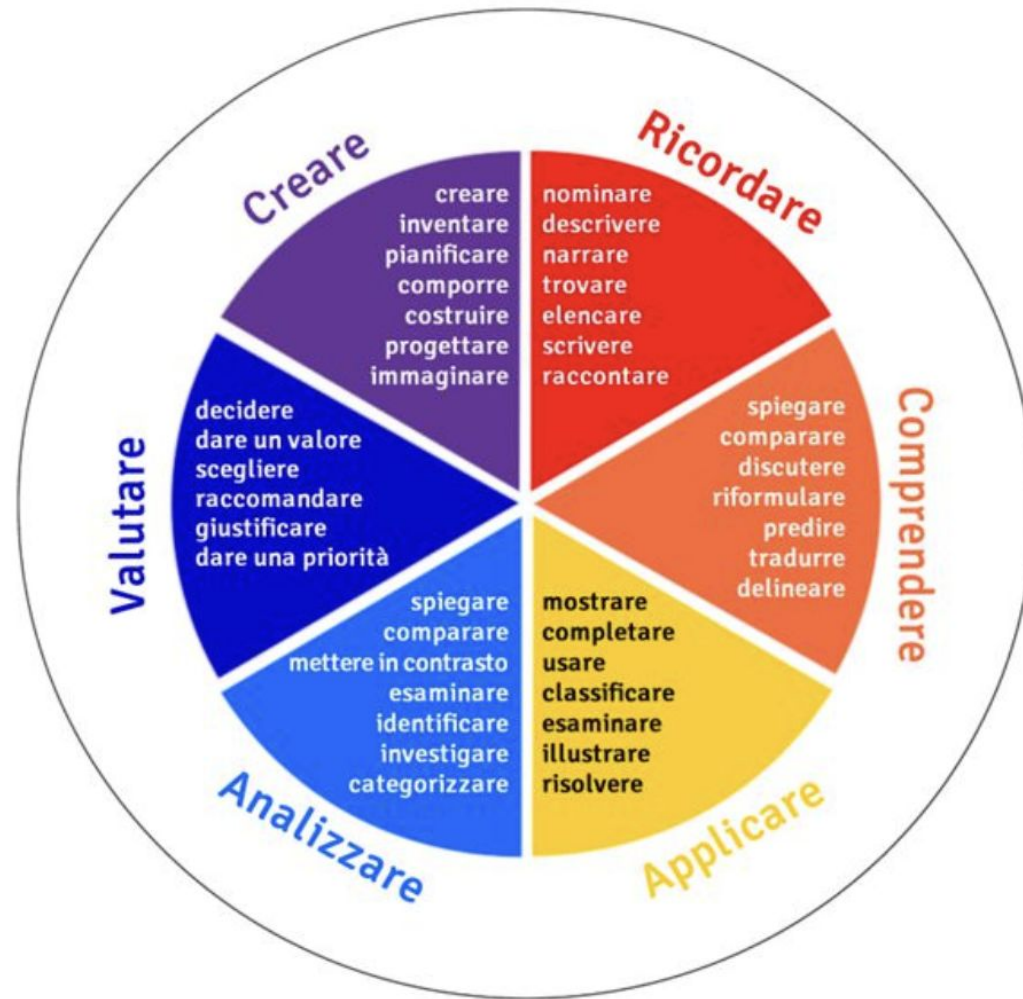 Ricordare
nominare
descrivere
narrare
trovare
elencare
scrivere
raccontare
Comprendere
spiegare
comparare
discutere
riformulare
predire
tradurre
delineare
Applicare
mostrare
completare
usare
classificare
esaminare
illustrare
risolvere
Analizzare
spiegare
comparare
mettere in contrasto
esaminare
identificare
investigare
categorizzare
Valutare
decidere
dare un valore
scegliere
raccomandare
giustificare
dare una priorità
Creare
creare
inventare
pianificare
comporre
costruire
progettare
immaginare